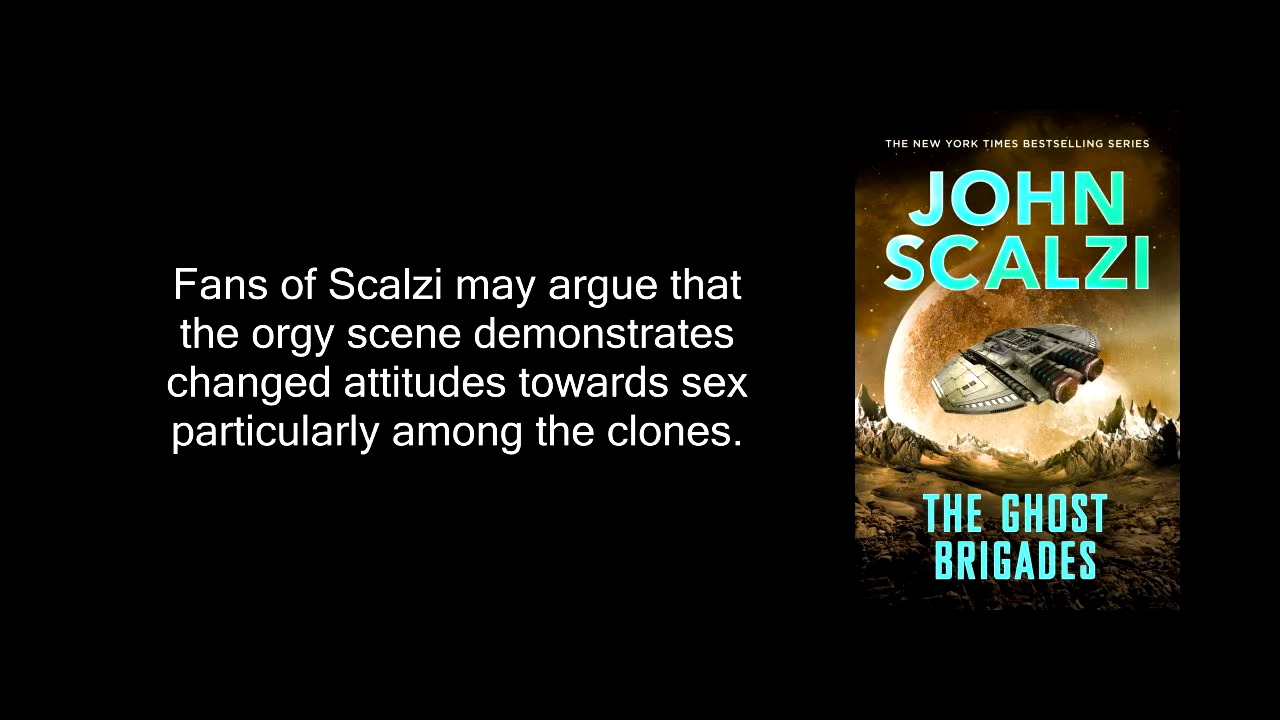 Fans of Scalzi may argue that
the orgy scene demonstrates
changed attitudes towards sex
particularly among the clones.
THE NEW YORK TIMES BESTSELLING SERIES
JOHN
SCALZI
THE GHOST
BRIGADES